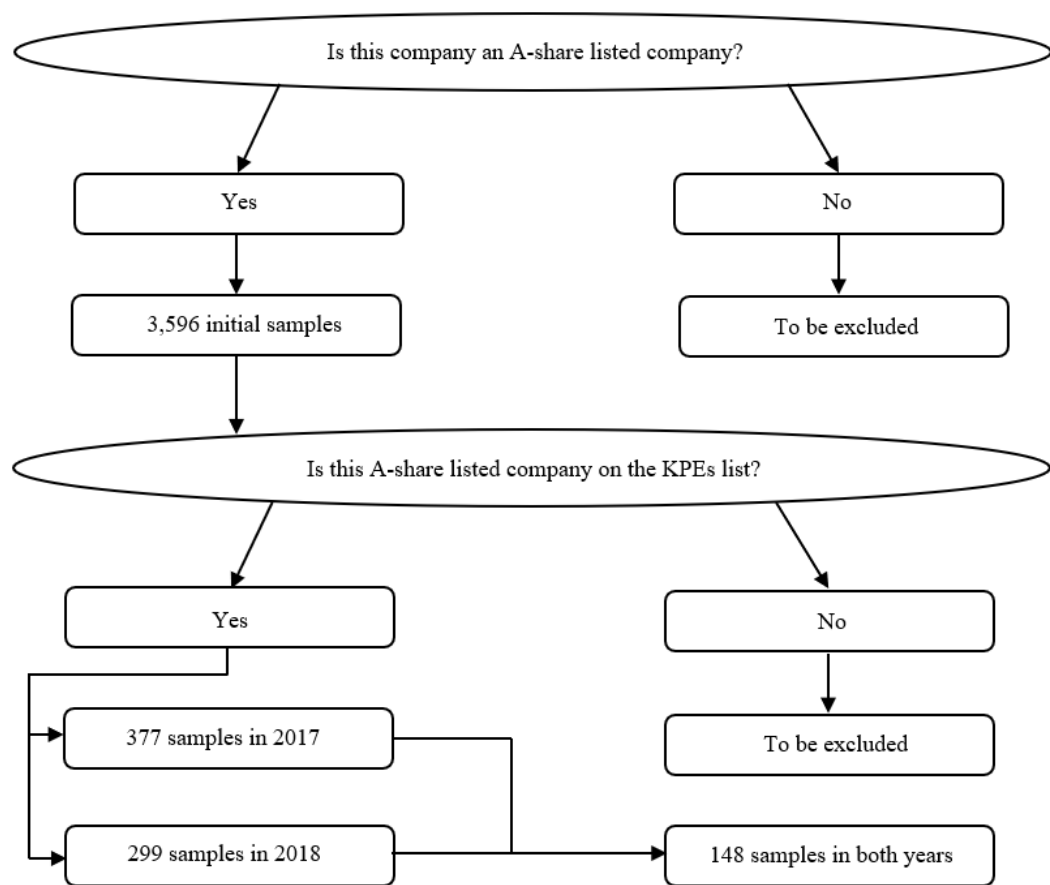 Is this company an A-share listed company?
Yes
No
3,596 initial samples
To be excluded
Is this A-share listed company on the KPEs list?
Yes
No
377 samples in 2017
To be excluded
299 samples in 2018
148 samples in both years